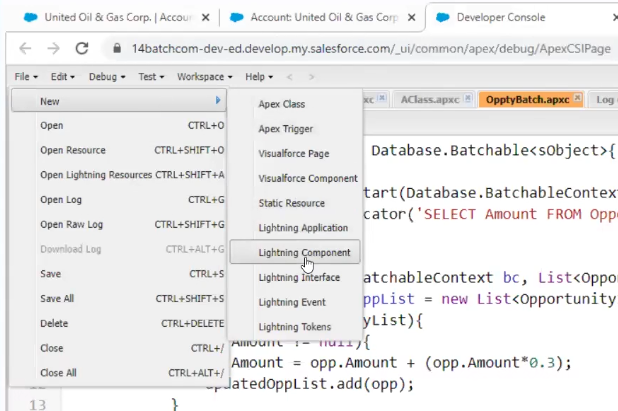 United Oil & Gas Corp. | Accoun
Account: United Oil & Gas Corp
Developer Console
14batchcom-dev-ed.develop.my.salesforce.com/_ui/common/apex/debug/ApexCSIPage
File Edit Debug Test Workspace Help < >
New
Open CTRL+O
Open Resource CTRL+SHIFT+O
Open Lightning Resources CTRL+SHIFT+A
Open Log CTRL+G
Open Raw Log CTRL+SHIFT+G
Download Log CTRL+ALT+G
Save CTRL+S
Save All CTRL+SHIFT+S
Delete CTRL+DELETE
Close CTRL+/
Close All CTRL+ALT+/
Apex Class
Apex Trigger
Visualforce Page
Visualforce Component
Static Resource
Lightning Application
Lightning Component
Lightning Interface
Lightning Event
Lightning Tokens
xc AClass.apxc OpptyBatch.apxc Log
Database.Batchable<sObject>{
tart(Database.BatchableContext
cator('SELECT Amount FROM Oppo
atchableContext bc, List<Oppor
ppList = new List<Opportunity
yList){
Amount != null){
Amount = opp.Amount + (opp.Amount*0.3);
updatedOppList.add(opp);
13 }